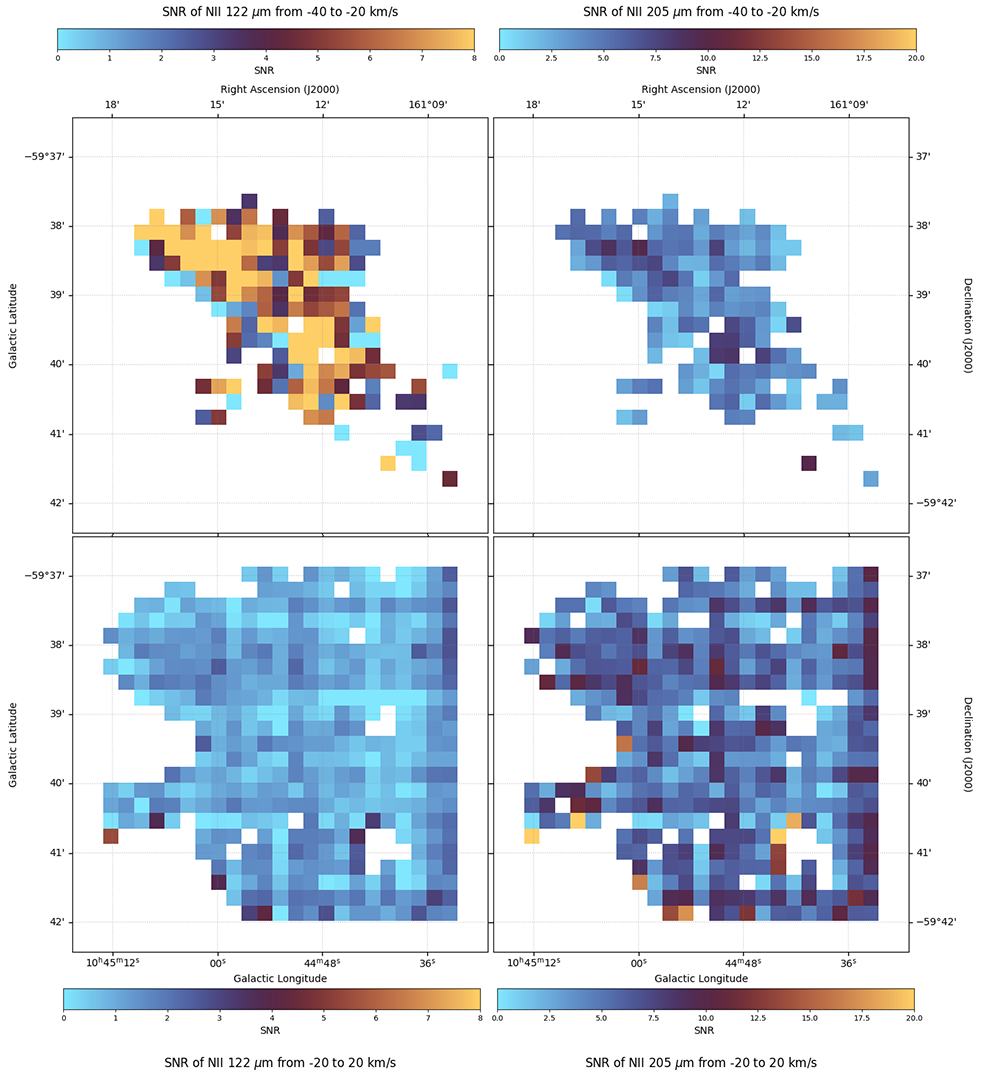 SNR of NII 122 μm from -40 to -20 km/s
SNR of NII 205 μm from -40 to -20 km/s
0 1 2 3 4 5 6 7 8
0.0 2.5 5.0 7.5 10.0 12.5 15.0 17.5 20.0
SNR
SNR
Right Ascension (J2000)
Right Ascension (J2000)
18' 15' 12' 161°09'
18' 15' 12' 161°09'
−59°37'
38'
39'
40'
41'
42'
Galactic Latitude
37'
38'
39'
40'
41'
−59°42'
Declination (J2000)
−59°37'
38'
39'
40'
41'
42'
Galactic Latitude
37'
38'
39'
40'
41'
−59°42'
Declination (J2000)
10ʰ45ᵐ12ˢ 00ˢ 44ᵐ48ˢ 36ˢ
10ʰ45ᵐ12ˢ 00ˢ 44ᵐ48ˢ 36ˢ
Galactic Longitude
Galactic Longitude
0 1 2 3 4 5 6 7 8
0.0 2.5 5.0 7.5 10.0 12.5 15.0 17.5 20.0
SNR
SNR
SNR of NII 122 μm from -20 to 20 km/s
SNR of NII 205 μm from -20 to 20 km/s